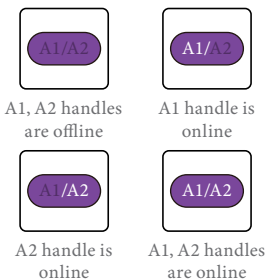 A1/A2
A1/A2
A1, A2 handles
are offline
A1 handle is
online
A1/A2
A1/A2
A2 handle is
online
A1, A2 handles
are online